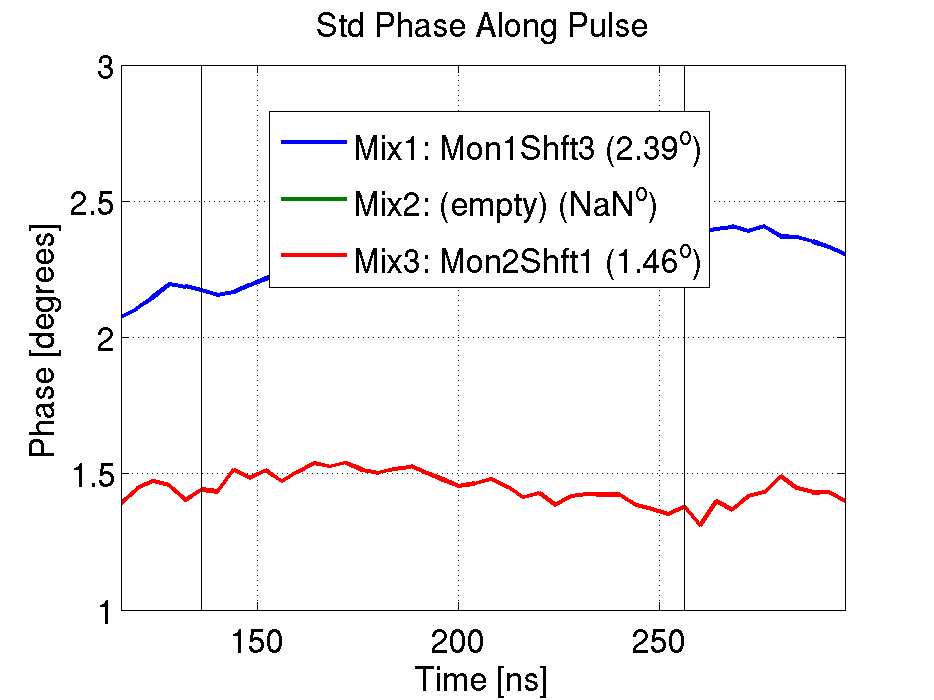 Std Phase Along Pulse
3
2.5
2
1.5
1
Phase [degrees]
Mix1: Mon1Shft3 (2.39°)
Mix2: (empty) (NaN°)
Mix3: Mon2Shft1 (1.46°)
150 200 250
Time [ns]